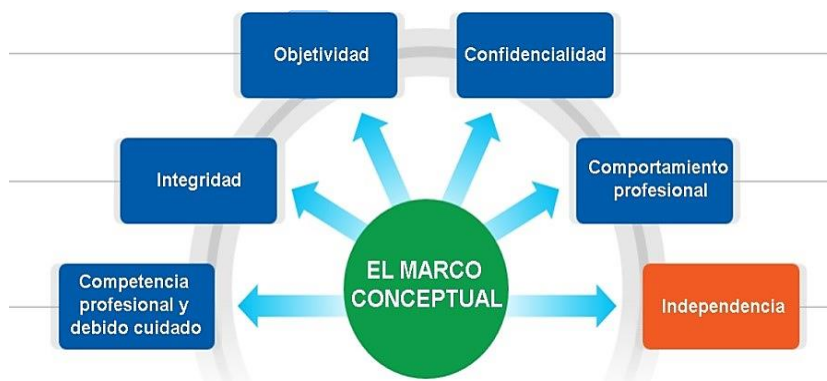 Objetividad
Confidencialidad
Integridad
Comportamiento
profesional
Competencia
profesional y
debido cuidado
EL MARCO
CONCEPTUAL
Independencia